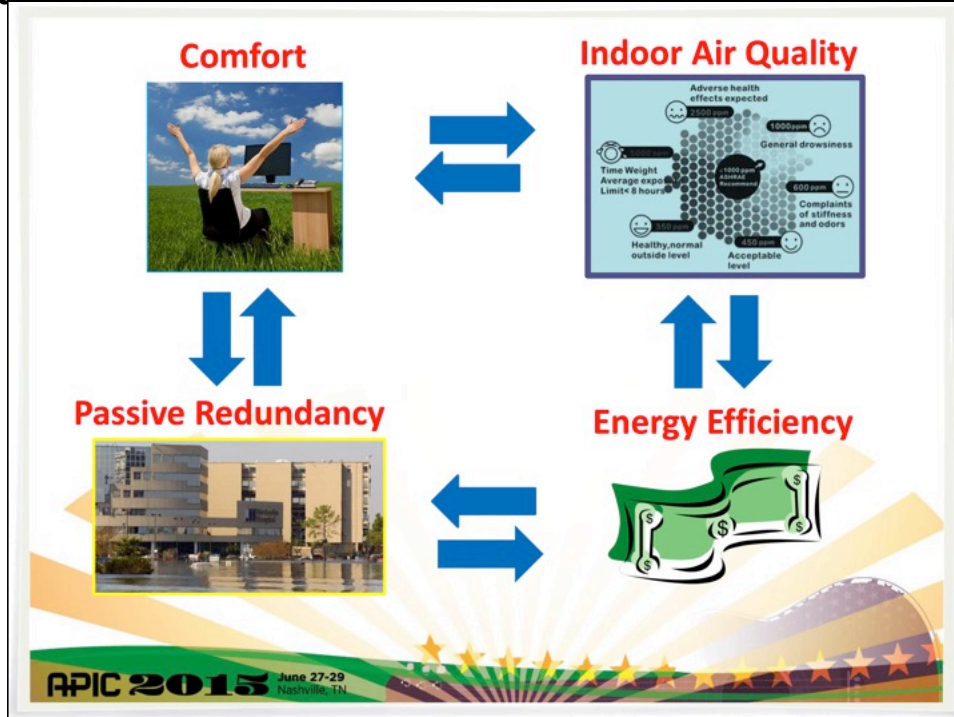 Comfort
Indoor Air Quality
Adverse health
effects expected
2500 ppm
1000ppm
General drowsiness
Time Weight
Average expo
Limit< 8 hours
<1000 ppm
ASHRAE
Recommend
600 ppm
Complaints
of stiffness
and odors
350 ppm
Healthy,normal
outside level
450 ppm
Acceptable
level
Passive Redundancy
Energy Efficiency
$
$
$
$
$
APIC 2015 June 27-29
Nashville, TN